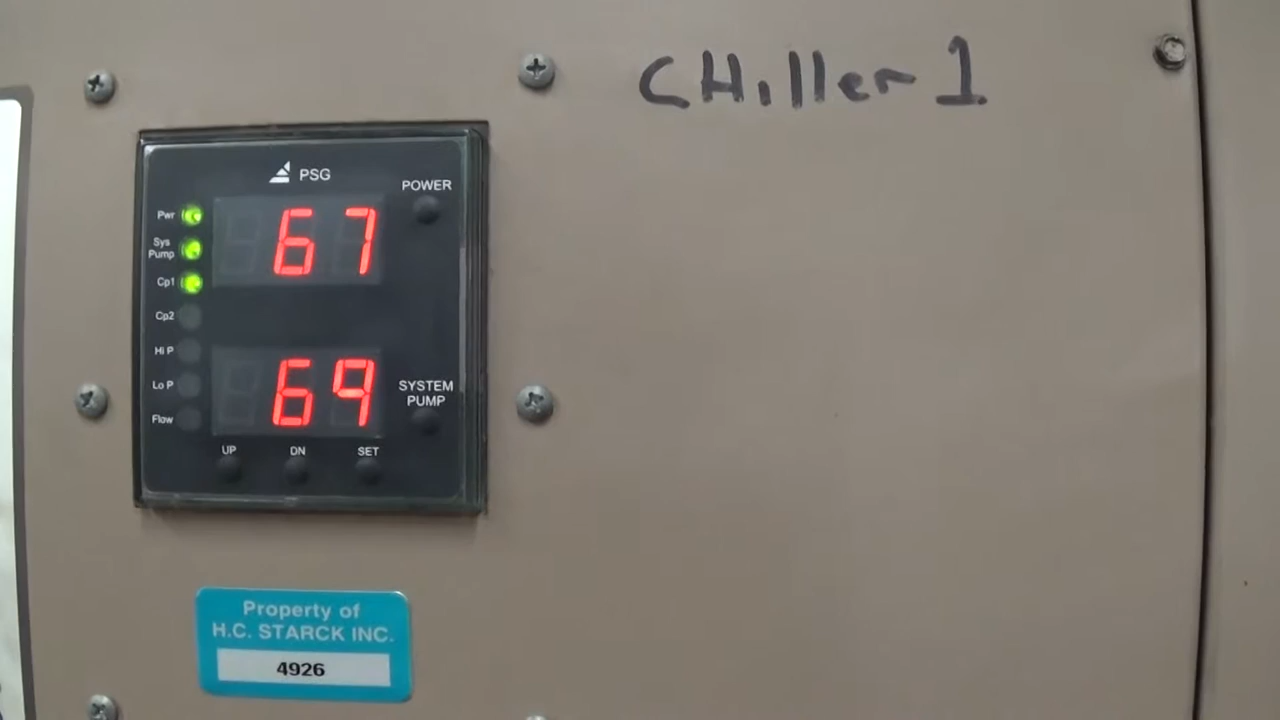 CHiller 1
PSG
POWER
Pwr
67
Sys
Pump
Cp1
Cp2
Hi P
Lo P
69
SYSTEM
PUMP
Flow
UP DN SET
Property of
H.C. STARCK INC.
4926